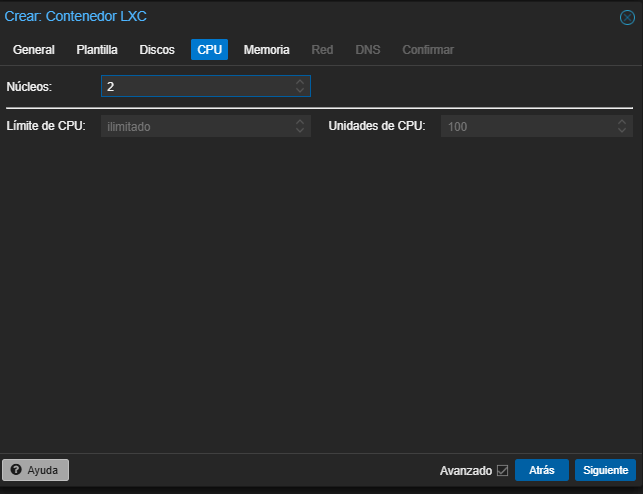 Crear: Contenedor LXC
General Plantilla Discos CPU Memoria Red DNS Confirmar
Núcleos: 2
Límite de CPU: ilimitado Unidades de CPU: 100
Ayuda Avanzado Atrás Siguiente